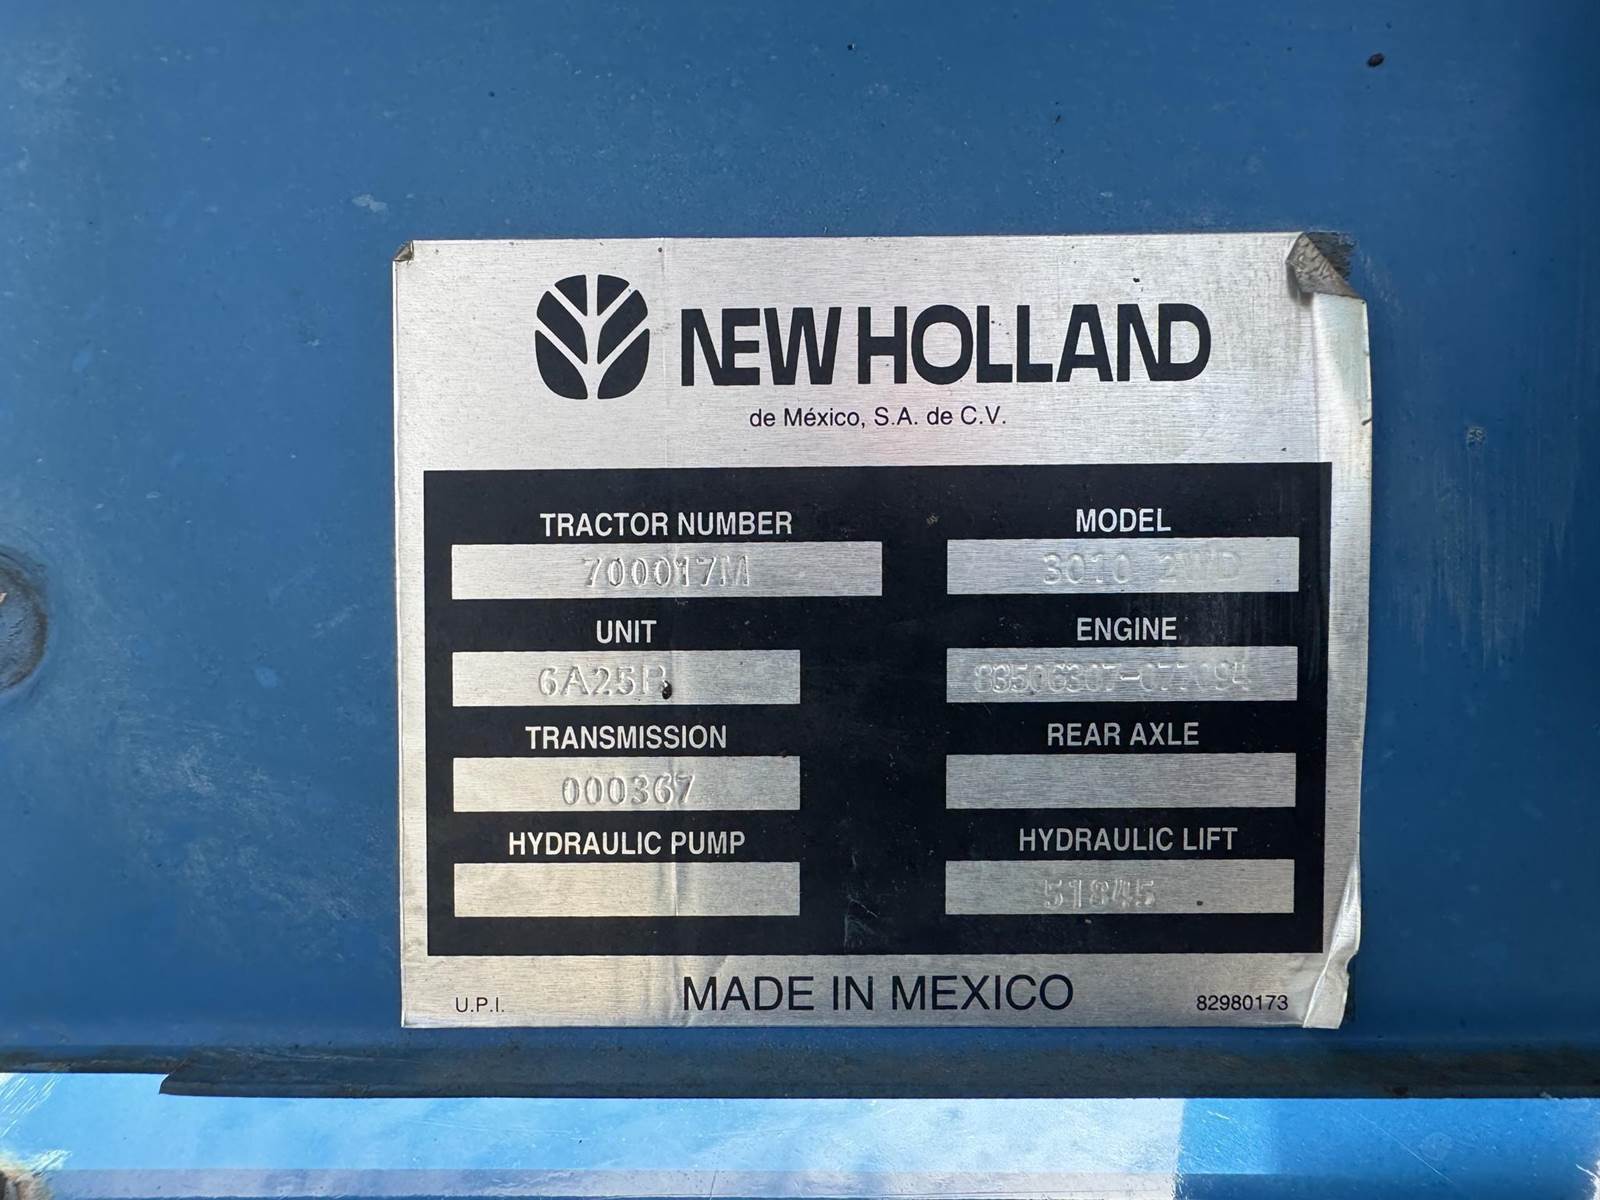 NEW HOLLAND
de México, S.A. de C.V.
TRACTOR NUMBER
700017M
MODEL
3010 2WD
UNIT
6A25B
ENGINE
TRANSMISSION
000367
REAR AXLE
HYDRAULIC PUMP
HYDRAULIC LIFT
51845
U.P.I.
MADE IN MEXICO
82980173